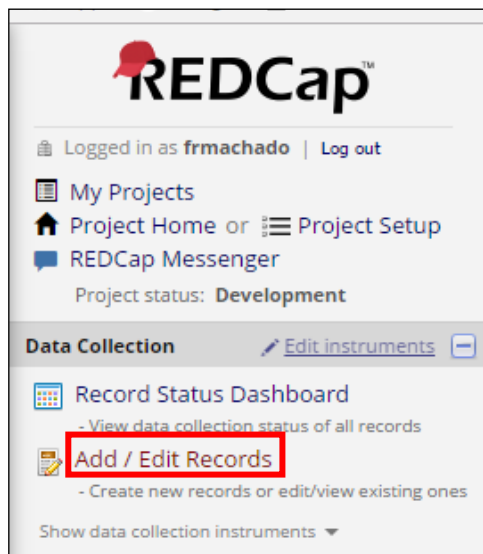 REDCap™
Logged in as frmachado | Log out
My Projects
Project Home or Project Setup
REDCap Messenger
Project status: Development
Data Collection Edit instruments
Record Status Dashboard
- View data collection status of all records
Add / Edit Records
- Create new records or edit/view existing ones
Show data collection instruments